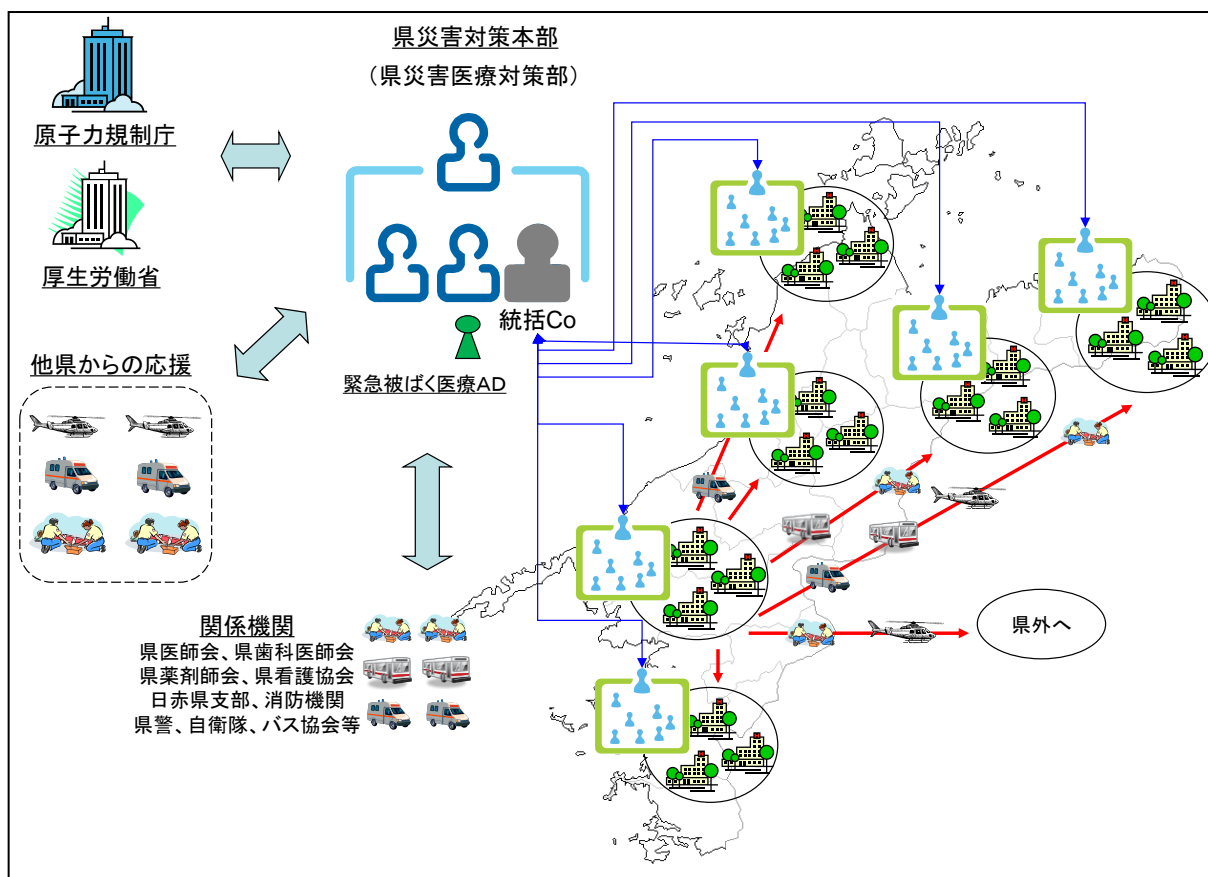 県災害対策本部
（県災害医療対策部）
原子力規制庁
厚生労働省
統括Co
緊急被ばく医療AD
他県からの応援
関係機関
県医師会、県歯科医師会
県薬剤師会、県看護協会
日赤県支部、消防機関
県警、自衛隊、バス協会等
県外へ